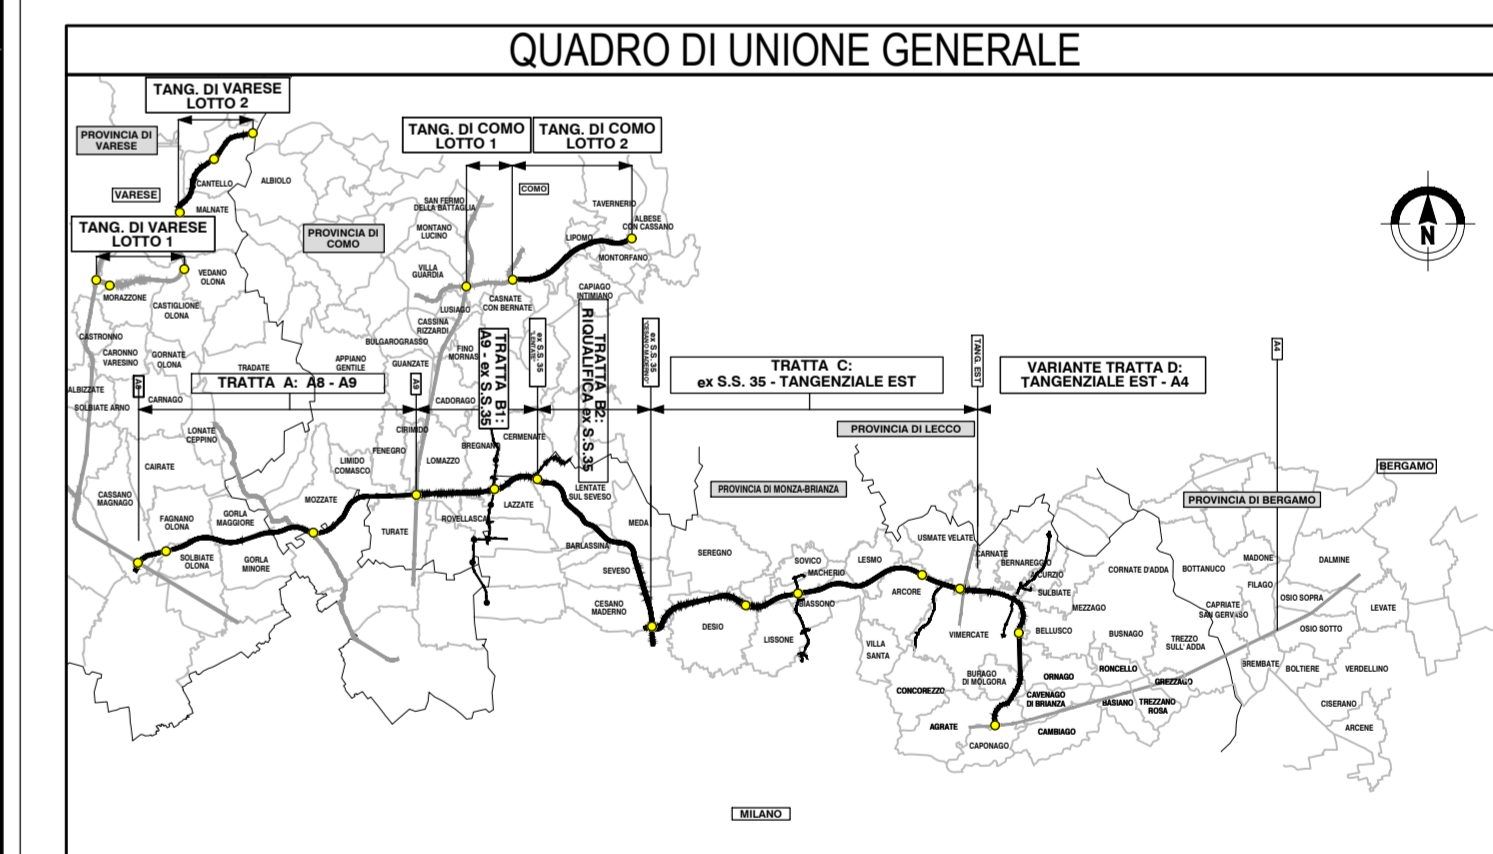 QUADRO DI UNIONE GENERALE
TANG. DI VARESE
LOTTO 2
TANG. DI COMO
LOTTO 1
TANG. DI COMO
LOTTO 2
PROVINCIA DI
VARESE
CANTELLO
ALBIOLO
VARESE
COMO
MALNATE
TANG. DI VARESE
LOTTO 1
PROVINCIA DI
COMO
SAN FERMO
DELLA BATTAGLIA
TAVERNERIO
MONTANO
LUCINO
ALBESE
CON CASSANO
LIPOMO
MONTORFANO
N
VEDANO
OLONA
VILLA
GUARDIA
MORAZZONE
CASTIGLIONE
OLONA
CAPIAGO
INTIMIANO
CASNATE
CON BERNATE
LUSIAGO
CASSINA
RIZZARDI
CASTRONNO
BULGAROGRASSO
CARONNO
VARESINO
GORNATE
OLONA
FINO
MORNAS
TRADATE
APPIANO
GENTILE
GUANZATE
TRATTA B1:
A9 - ex S.S.35
ex S.S. 35
"LENTATE"
TRATTA B2:
RIQUALIFICA ex S.S.35
ex S.S. 35
"CESANO MADERNO"
TRATTA C:
ex S.S. 35 - TANGENZIALE EST
TANG. EST
VARIANTE TRATTA D:
TANGENZIALE EST - A4
A4
ALBIZZATE
A8
TRATTA A: A8 - A9
A9
SOLBIATE ARNO
CARNAGO
CADORAGO
LONATE
CEPPINO
CIRIMIDO
CERMENATE
BREGNANO
PROVINCIA DI LECCO
FENEGRO
LIMIDO
COMASCO
LOMAZZO
CAIRATE
BERGAMO
PROVINCIA DI MONZA-BRIANZA
PROVINCIA DI BERGAMO
CASSANO
MAGNAGO
MOZZATE
LENTATE
SUL SEVESO
LAZZATE
FAGNANO
OLONA
GORLA
MAGGIORE
ROVELLASCA
MEDA
TURATE
USMATE VELATE
BARLASSINA
SEREGNO
CARNATE
SOLBIATE
OLONA
GORLA
MINORE
SOVICO
LESMO
BERNAREGGIO
MADONE
DALMINE
SEVESO
MACHERIO
CURZIO
CORNATE D'ADDA
BOTTANUCO
FILAGO
ARCORE
SULBIATE
OSIO SOPRA
CESANO
MADERNO
BIASSONO
MEZZAGO
CAPRIATE
SAN GERVASO
LEVATE
DESIO
LISSONE
VIMERCATE
BELLUSCO
BUSNAGO
OSIO SOTTO
VILLA
SANTA
TREZZO
SULL' ADDA
BREMBATE
BOLTIERE
VERDELLINO
RONCELLO
BURAGO
DI MOLGORA
ORNAGO
GREZZAGO
CONCOREZZO
CAVENAGO
DI BRIANZA
BASIANO
TREZZANO
ROSA
CISERANO
AGRATE
CAMBIAGO
ARCENE
CAPONAGO
MILANO